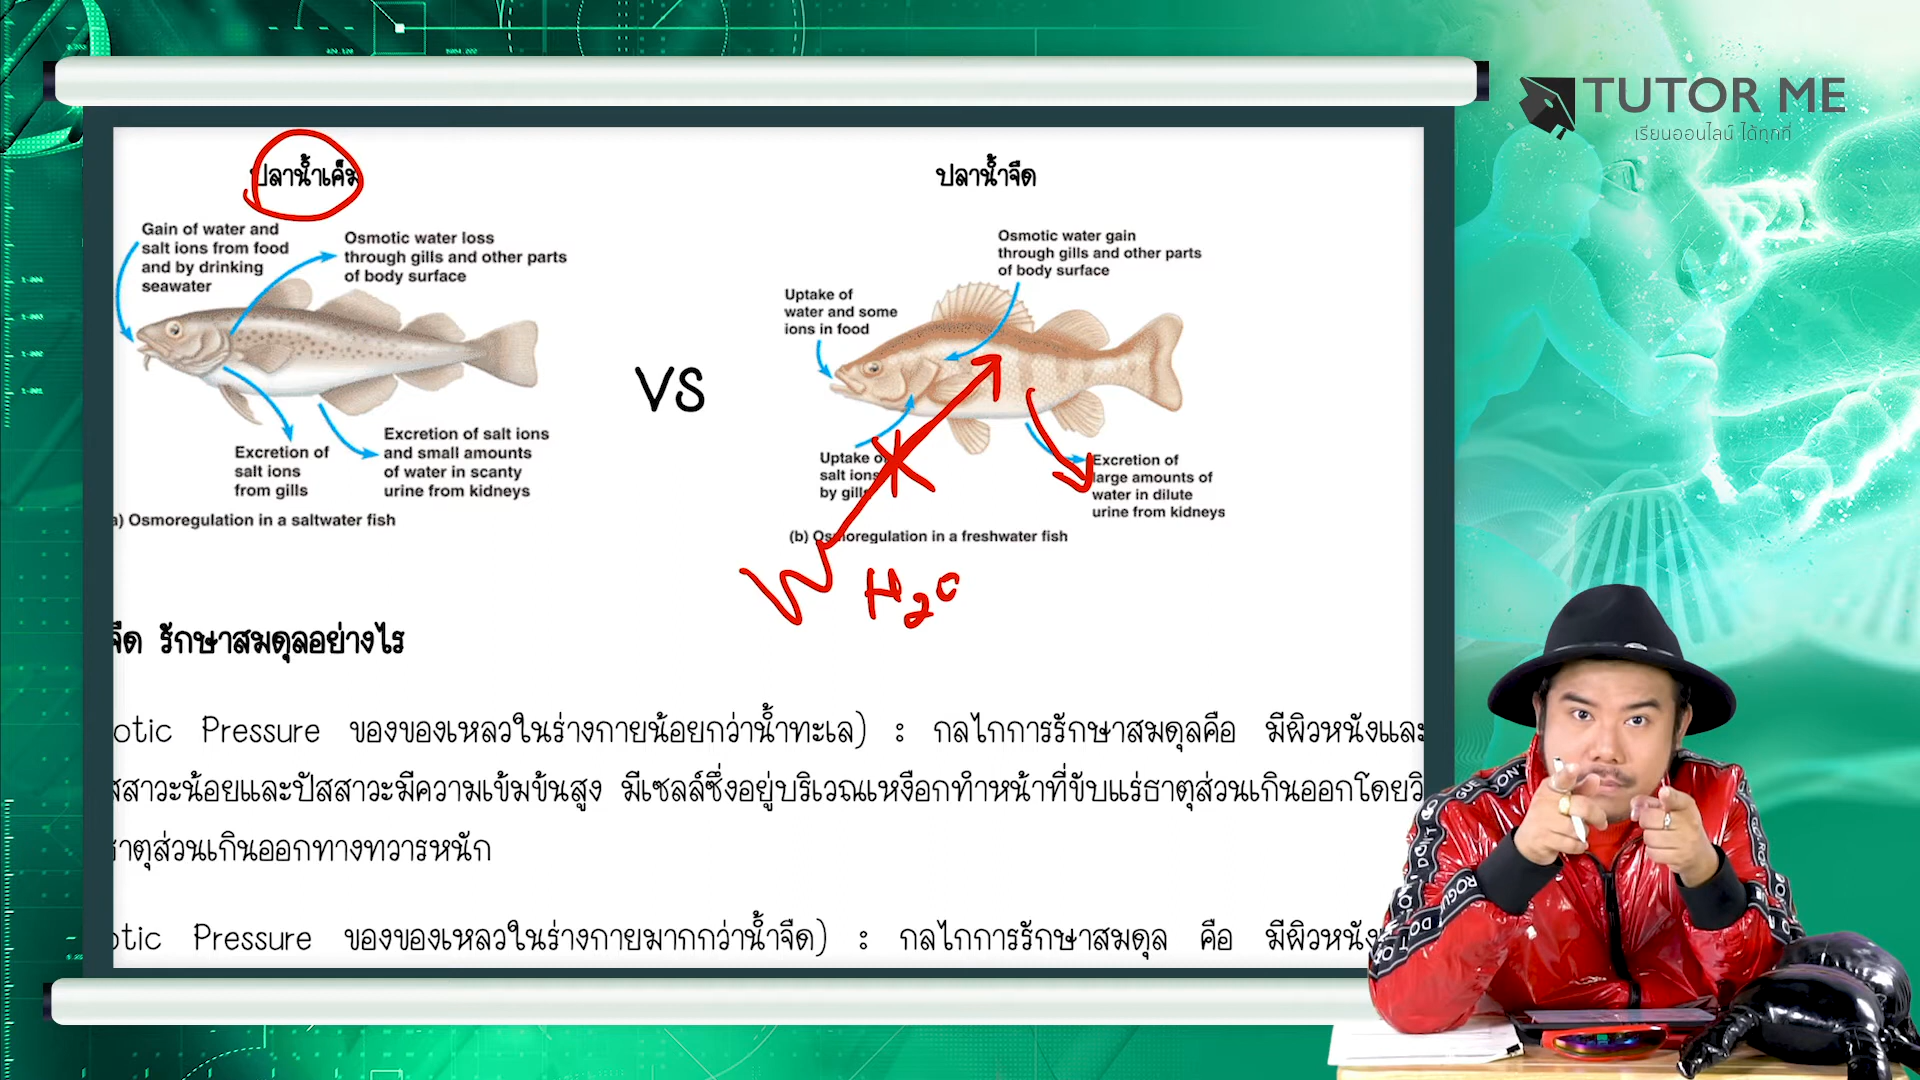 TUTOR ME
เรียนออนไลน์ ได้ทุกที่
ปลาน้ำเค็ม
Gain of water and
salt ions from food
and by drinking
seawater
Osmotic water loss
through gills and other parts
of body surface
Excretion of
salt ions
from gills
Excretion of salt ions
and small amounts
of water in scanty
urine from kidneys
a) Osmoregulation in a saltwater fish
VS
ปลาน้ำจืด
Osmotic water gain
through gills and other parts
of body surface
Uptake of
water and some
ions in food
Uptake of
salt ions
by gills
Excretion of
large amounts of
water in dilute
urine from kidneys
(b) Osmoregulation in a freshwater fish
H2O
จืด รักษาสมดุลอย่างไร
otic Pressure ของของเหลวในร่างกายน้อยกว่าน้ำทะเล) : กลไกการรักษาสมดุลคือ มีผิวหนังและ
สสาวะน้อยและปัสสาวะมีความเข้มข้นสูง มีเซลล์ซึ่งอยู่บริเวณเหงือกทำหน้าที่ขับแร่ธาตุส่วนเกินออกโดยวิ
ธาตุส่วนเกินออกทางทวารหนัก
otic Pressure ของของเหลวในร่างกายมากกว่าน้ำจืด) : กลไกการรักษาสมดุล คือ มีผิวหนัง